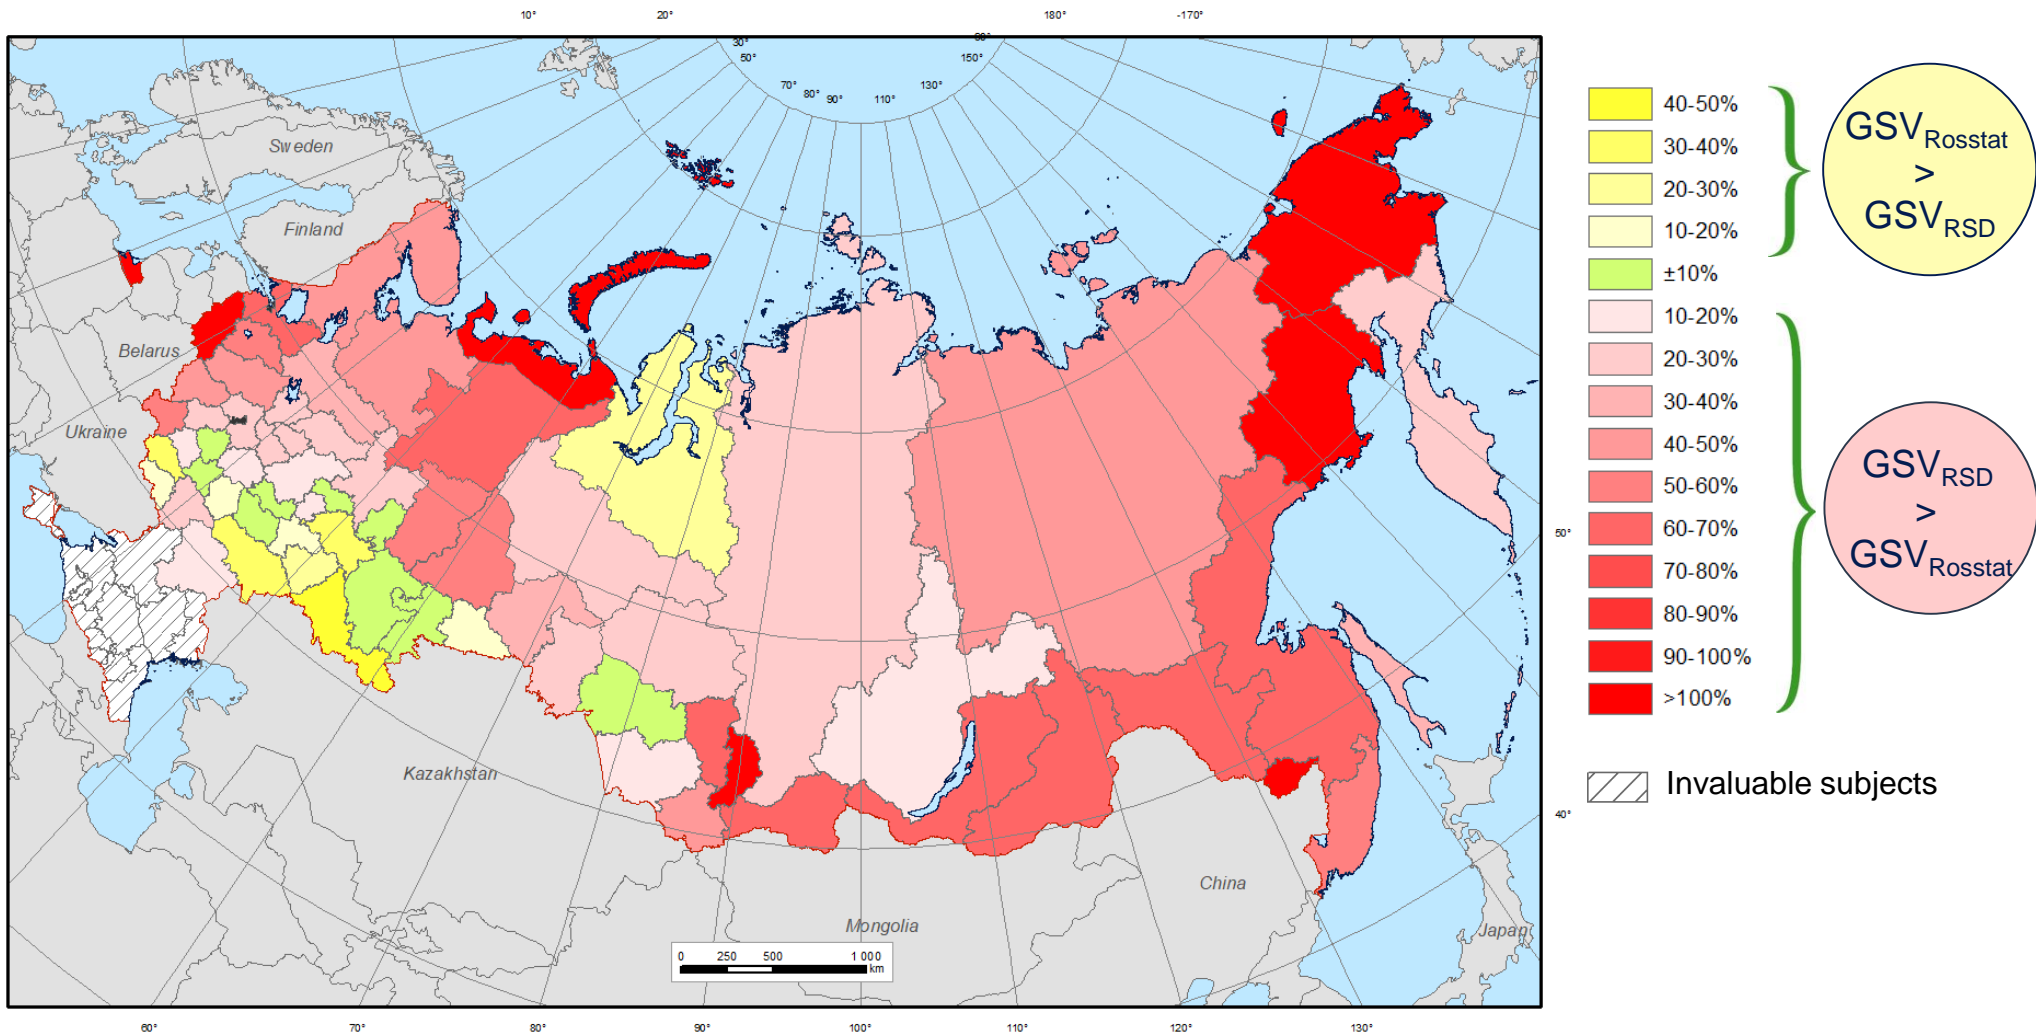 10°
20°
180°
-170°
30°
50°
70°
80°
90°
110°
130°
150°
Sweden
Finland
Belarus
Ukraine
Kazakhstan
Mongolia
China
Japan
50°
40°
0 250 500 1 000
km
60°
70°
80°
90°
100°
110°
120°
130°
40-50%
30-40%
20-30%
10-20%
±10%
10-20%
20-30%
30-40%
40-50%
50-60%
60-70%
70-80%
80-90%
90-100%
>100%
Invaluable subjects
GSVRosstat
>
GSVRSD
GSVRSD
>
GSVRosstat